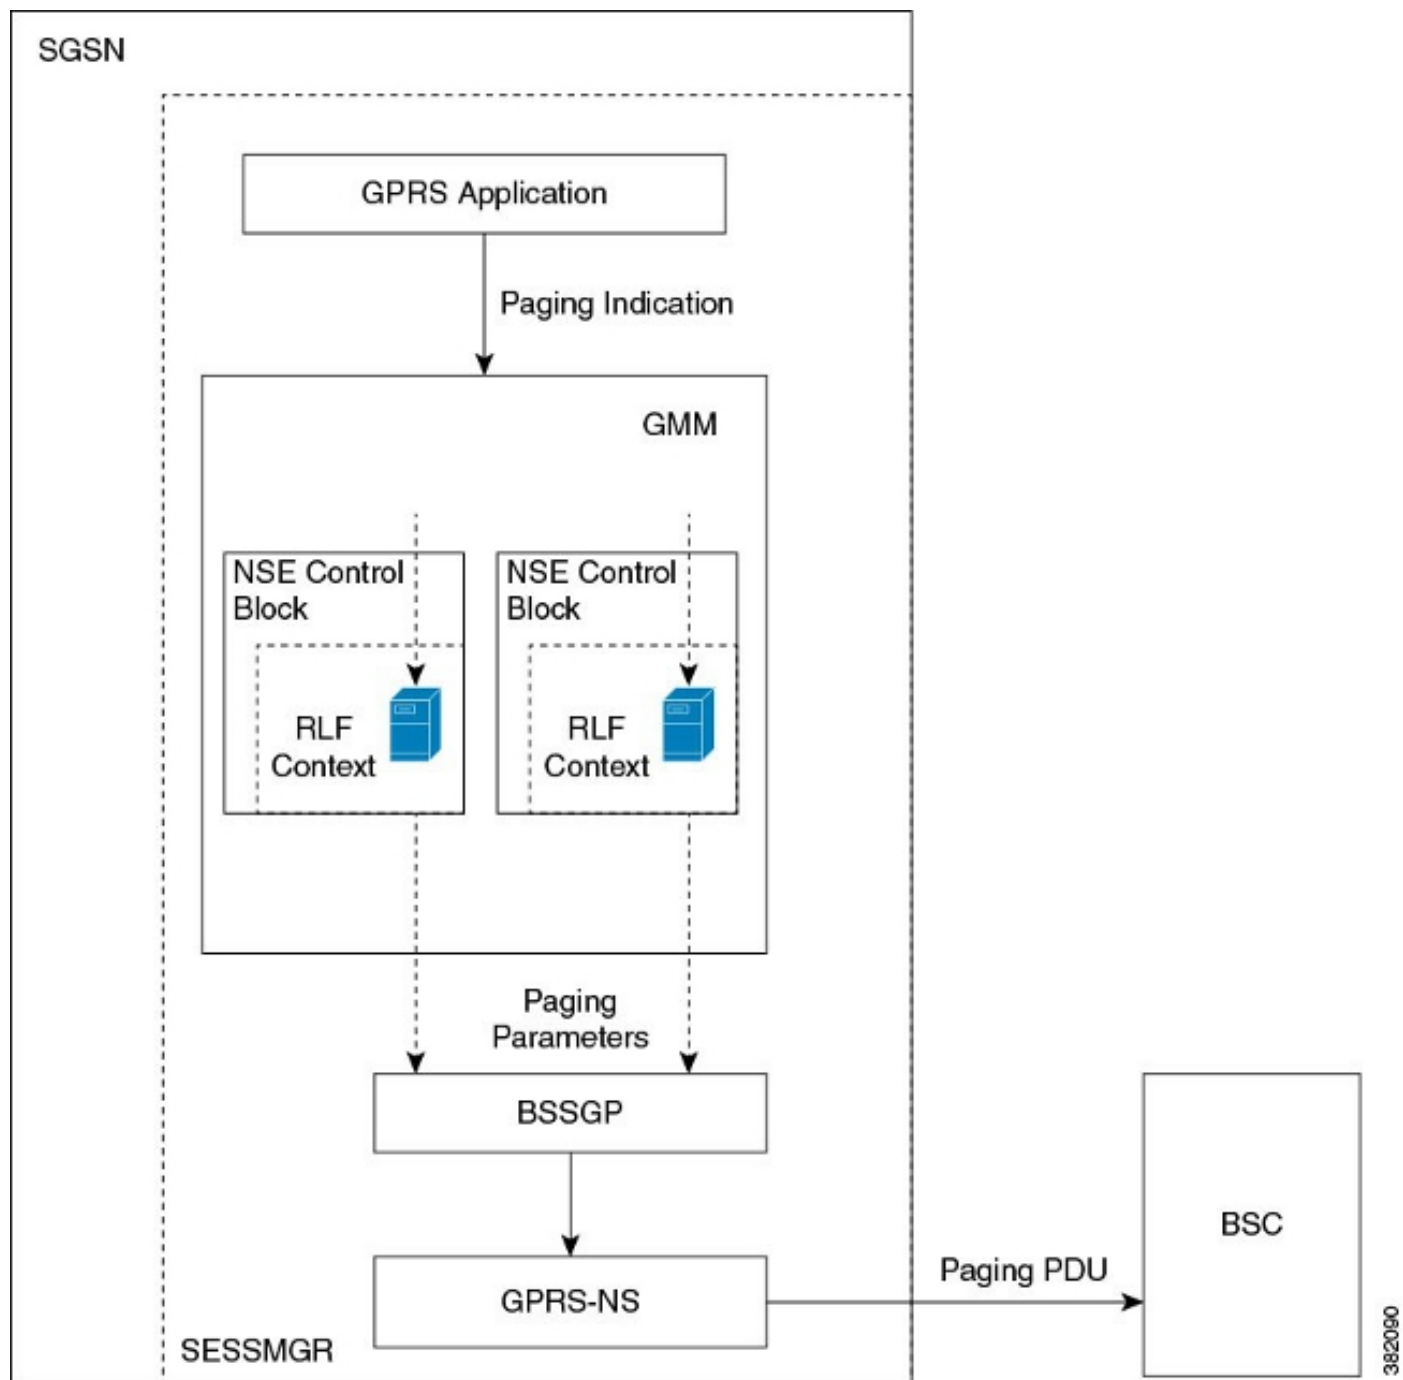 SGSN
GPRS Application
Paging Indication
GMM
NSE Control
Block
NSE Control
Block
RLF
Context
RLF
Context
Paging
Parameters
BSSGP
BSC
Paging PDU
GPRS-NS
SESSMGR
382090